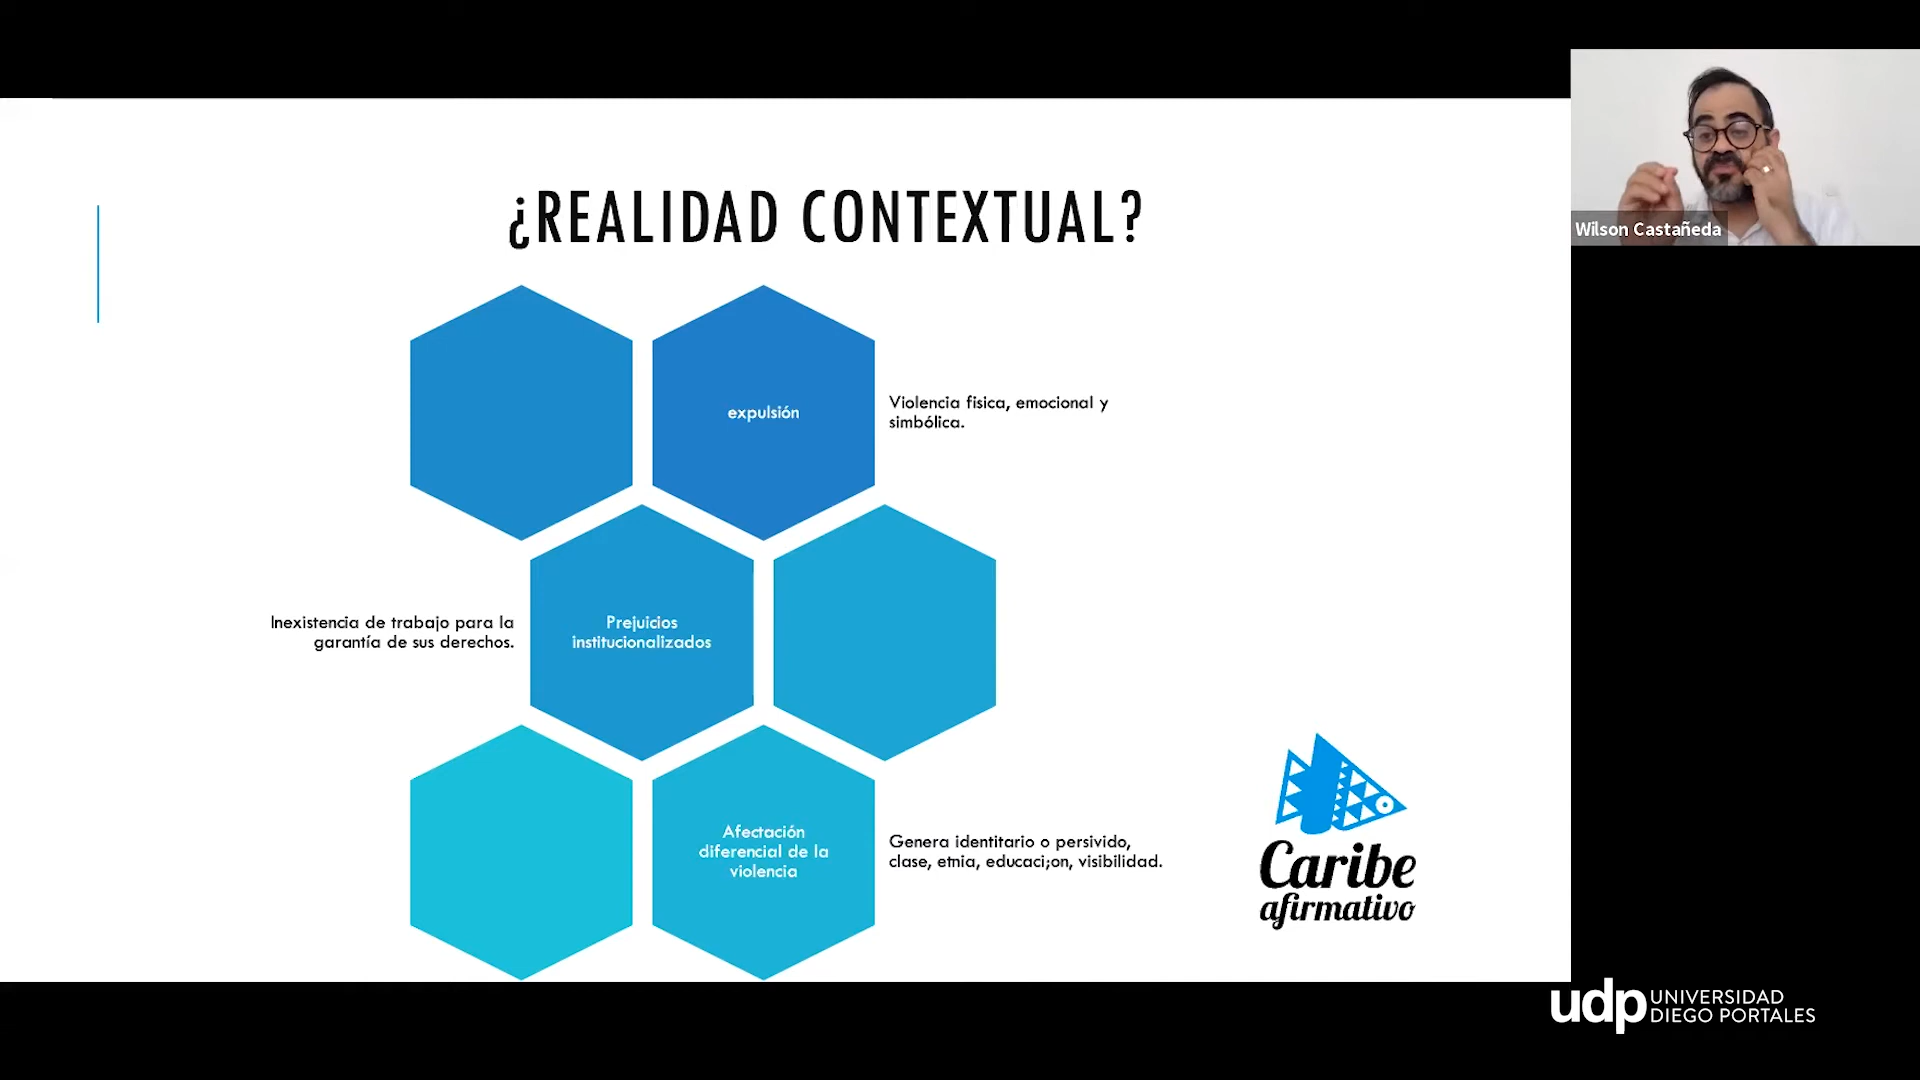 ¿REALIDAD CONTEXTUAL?
expulsión
Violencia fisica, emocional y
simbólica.
Inexistencia de trabajo para la
garantía de sus derechos.
Prejuicios
institucionalizados
Afectación
diferencial de la
violencia
Genera identitario o persivido,
clase, etnia, educaci;on, visibilidad.
Caribe
afirmativo
Wilson Castañeda
udp UNIVERSIDAD
DIEGO PORTALES